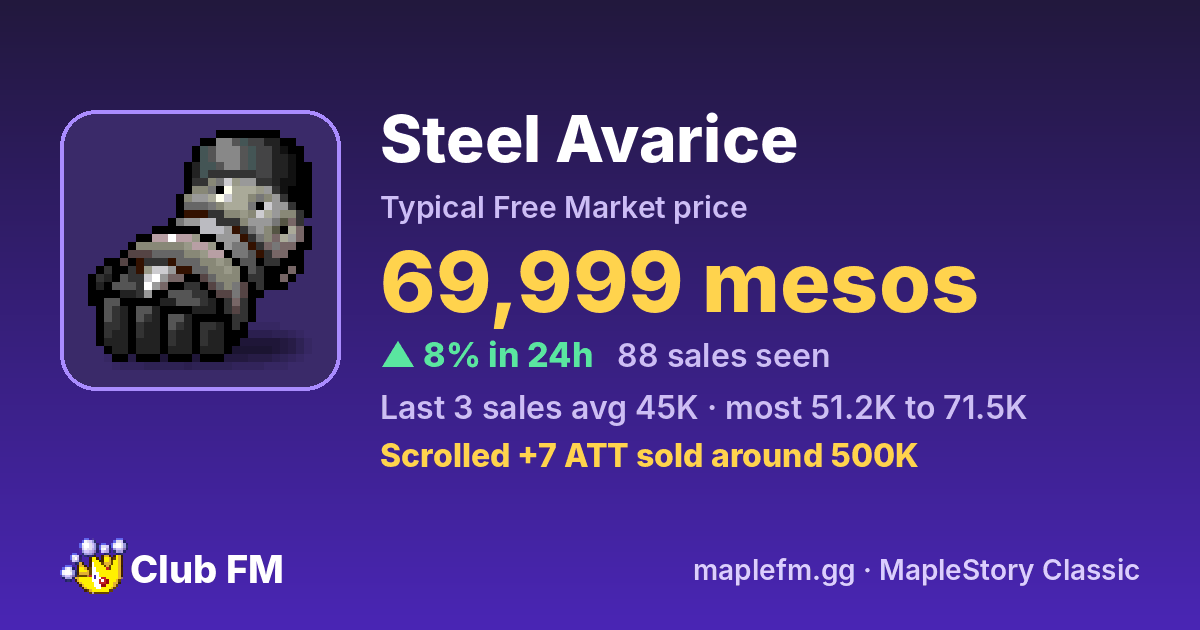 Steel Avarice
Typical Free Market price
69,999 mesos
▲ 8% in 24h 88 sales seen
Last 3 sales avg 45K · most 51.2K to 71.5K
Scrolled +7 ATT sold around 500K
Club FM
maplefm.gg · MapleStory Classic